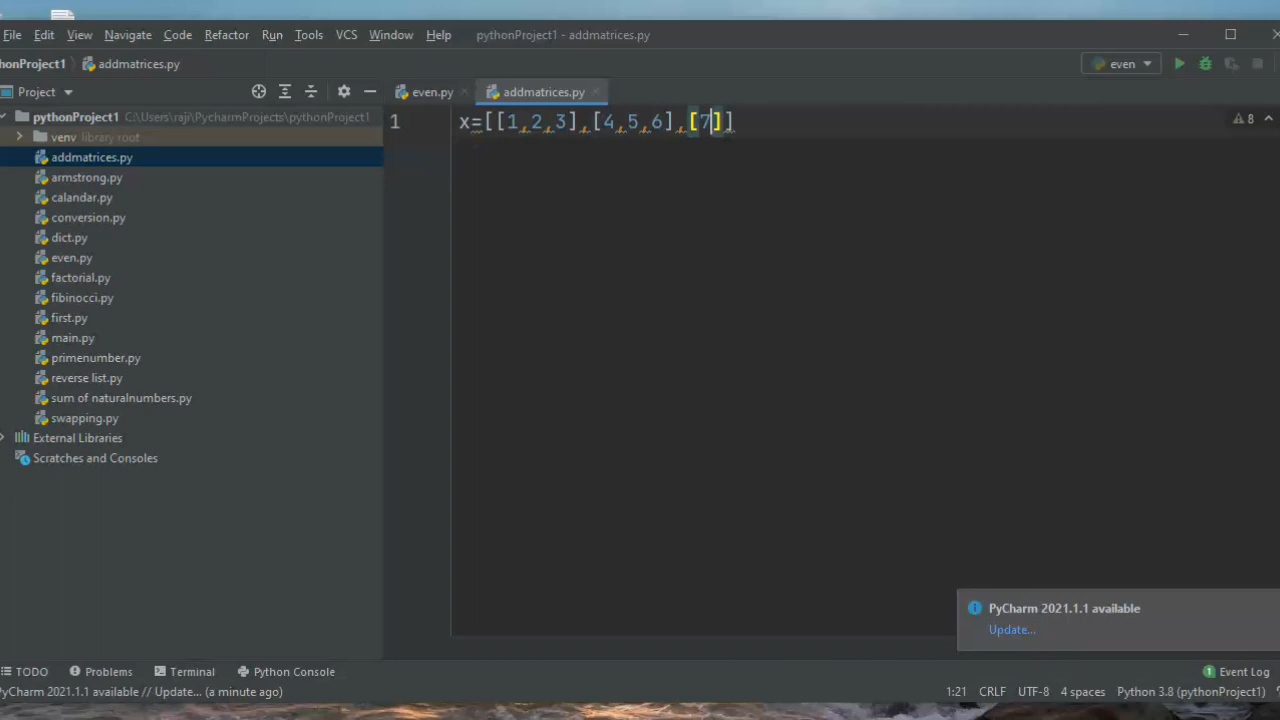 File Edit View Navigate Code Refactor Run Tools VCS Window Help pythonProject1 - addmatrices.py
thonProject1 addmatrices.py even
Project even.py addmatrices.py
pythonProject1 C:\Users\raji\PycharmProjects\pythonProject1
venv library root
addmatrices.py
armstrong.py
calandar.py
conversion.py
dict.py
even.py
factorial.py
fibinocci.py
first.py
main.py
primenumber.py
reverse list.py
sum of naturalnumbers.py
swapping.py
External Libraries
Scratches and Consoles
1 x=[[1,2,3],[4,5,6],[7]] 8
PyCharm 2021.1.1 available
Update...
TODO Problems Terminal Python Console 1 Event Log
PyCharm 2021.1.1 available // Update... (a minute ago) 1:21 CRLF UTF-8 4 spaces Python 3.8 (pythonProject1)